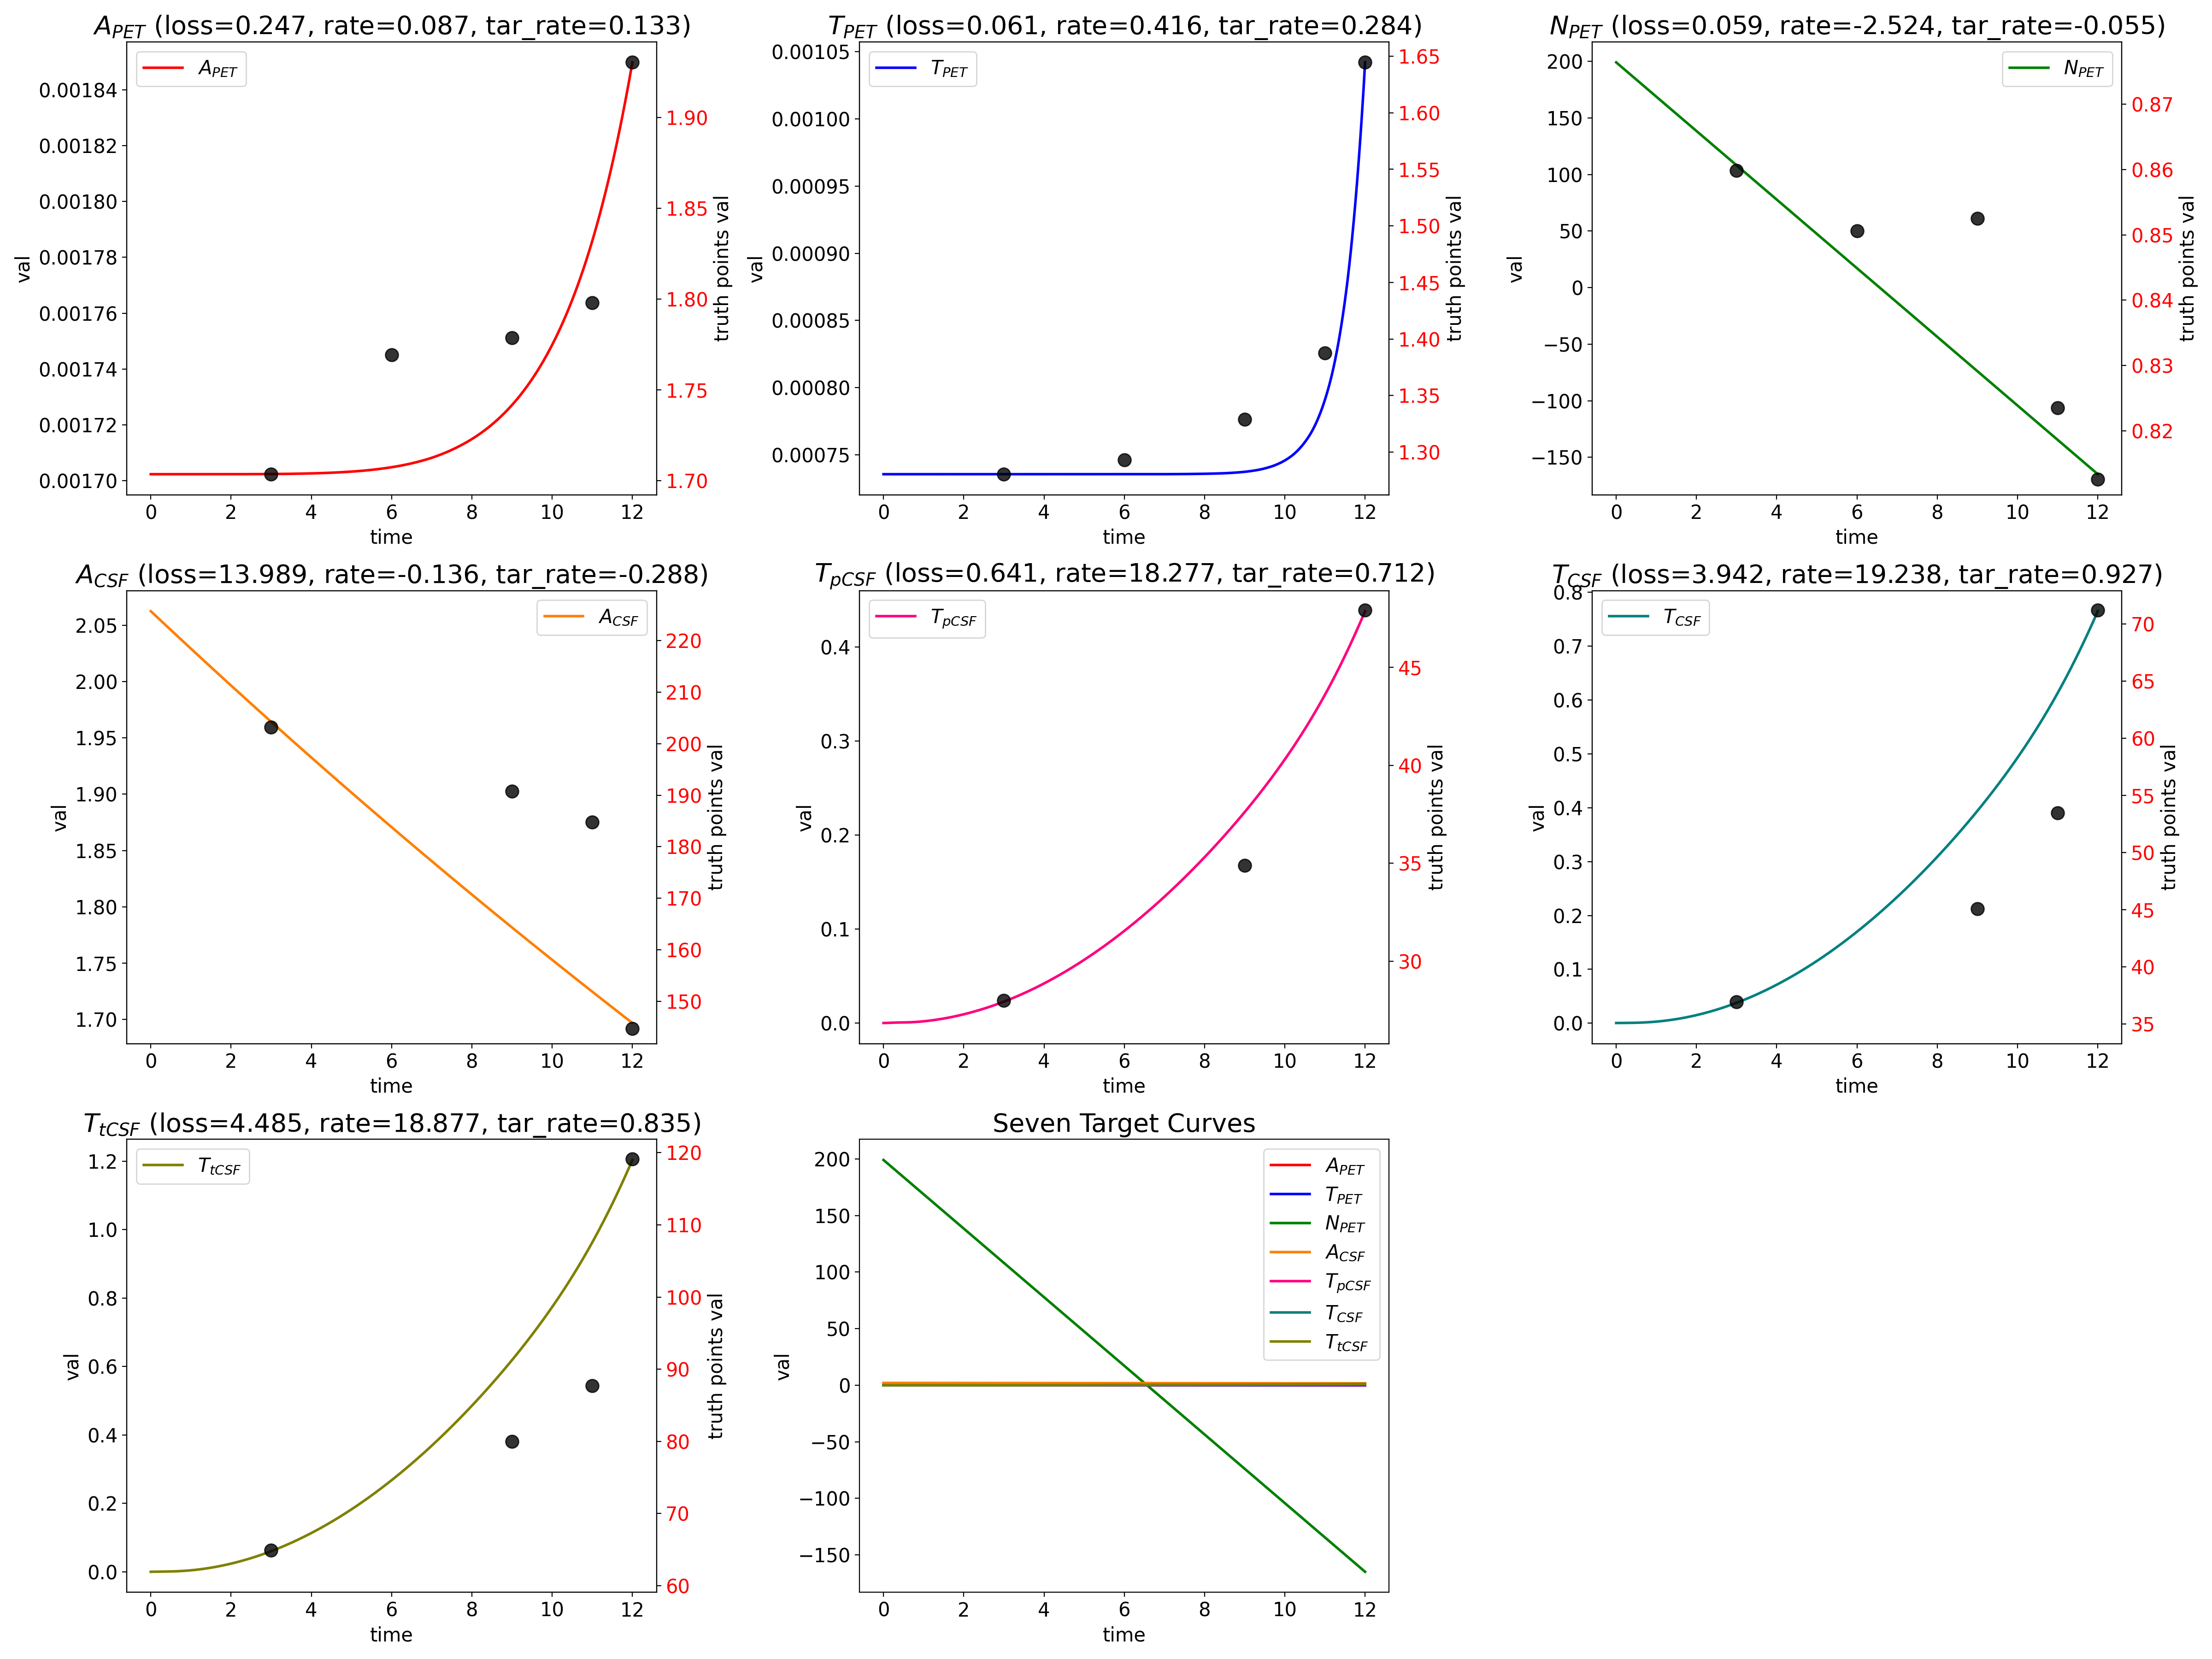 A_PET (loss=0.247, rate=0.087, tar_rate=0.133)
A_PET
val
0.00184
0.00182
0.00180
0.00178
0.00176
0.00174
0.00172
0.00170
1.90
1.85
1.80
1.75
1.70
truth points val
0 2 4 6 8 10 12
time
T_PET (loss=0.061, rate=0.416, tar_rate=0.284)
T_PET
val
0.00105
0.00100
0.00095
0.00090
0.00085
0.00080
0.00075
1.65
1.60
1.55
1.50
1.45
1.40
1.35
1.30
truth points val
0 2 4 6 8 10 12
time
N_PET (loss=0.059, rate=-2.524, tar_rate=-0.055)
N_PET
val
200
150
100
50
0
−50
−100
−150
0.87
0.86
0.85
0.84
0.83
0.82
truth points val
0 2 4 6 8 10 12
time
A_CSF (loss=13.989, rate=-0.136, tar_rate=-0.288)
A_CSF
val
2.05
2.00
1.95
1.90
1.85
1.80
1.75
1.70
220
210
200
190
180
170
160
150
truth points val
0 2 4 6 8 10 12
time
T_pCSF (loss=0.641, rate=18.277, tar_rate=0.712)
T_pCSF
val
0.4
0.3
0.2
0.1
0.0
45
40
35
30
truth points val
0 2 4 6 8 10 12
time
T_CSF (loss=3.942, rate=19.238, tar_rate=0.927)
T_CSF
val
0.8
0.7
0.6
0.5
0.4
0.3
0.2
0.1
0.0
70
65
60
55
50
45
40
35
truth points val
0 2 4 6 8 10 12
time
T_tCSF (loss=4.485, rate=18.877, tar_rate=0.835)
T_tCSF
val
1.2
1.0
0.8
0.6
0.4
0.2
0.0
120
110
100
90
80
70
60
truth points val
0 2 4 6 8 10 12
time
Seven Target Curves
A_PET
T_PET
N_PET
A_CSF
T_pCSF
T_CSF
T_tCSF
val
200
150
100
50
0
−50
−100
−150
0 2 4 6 8 10 12
time